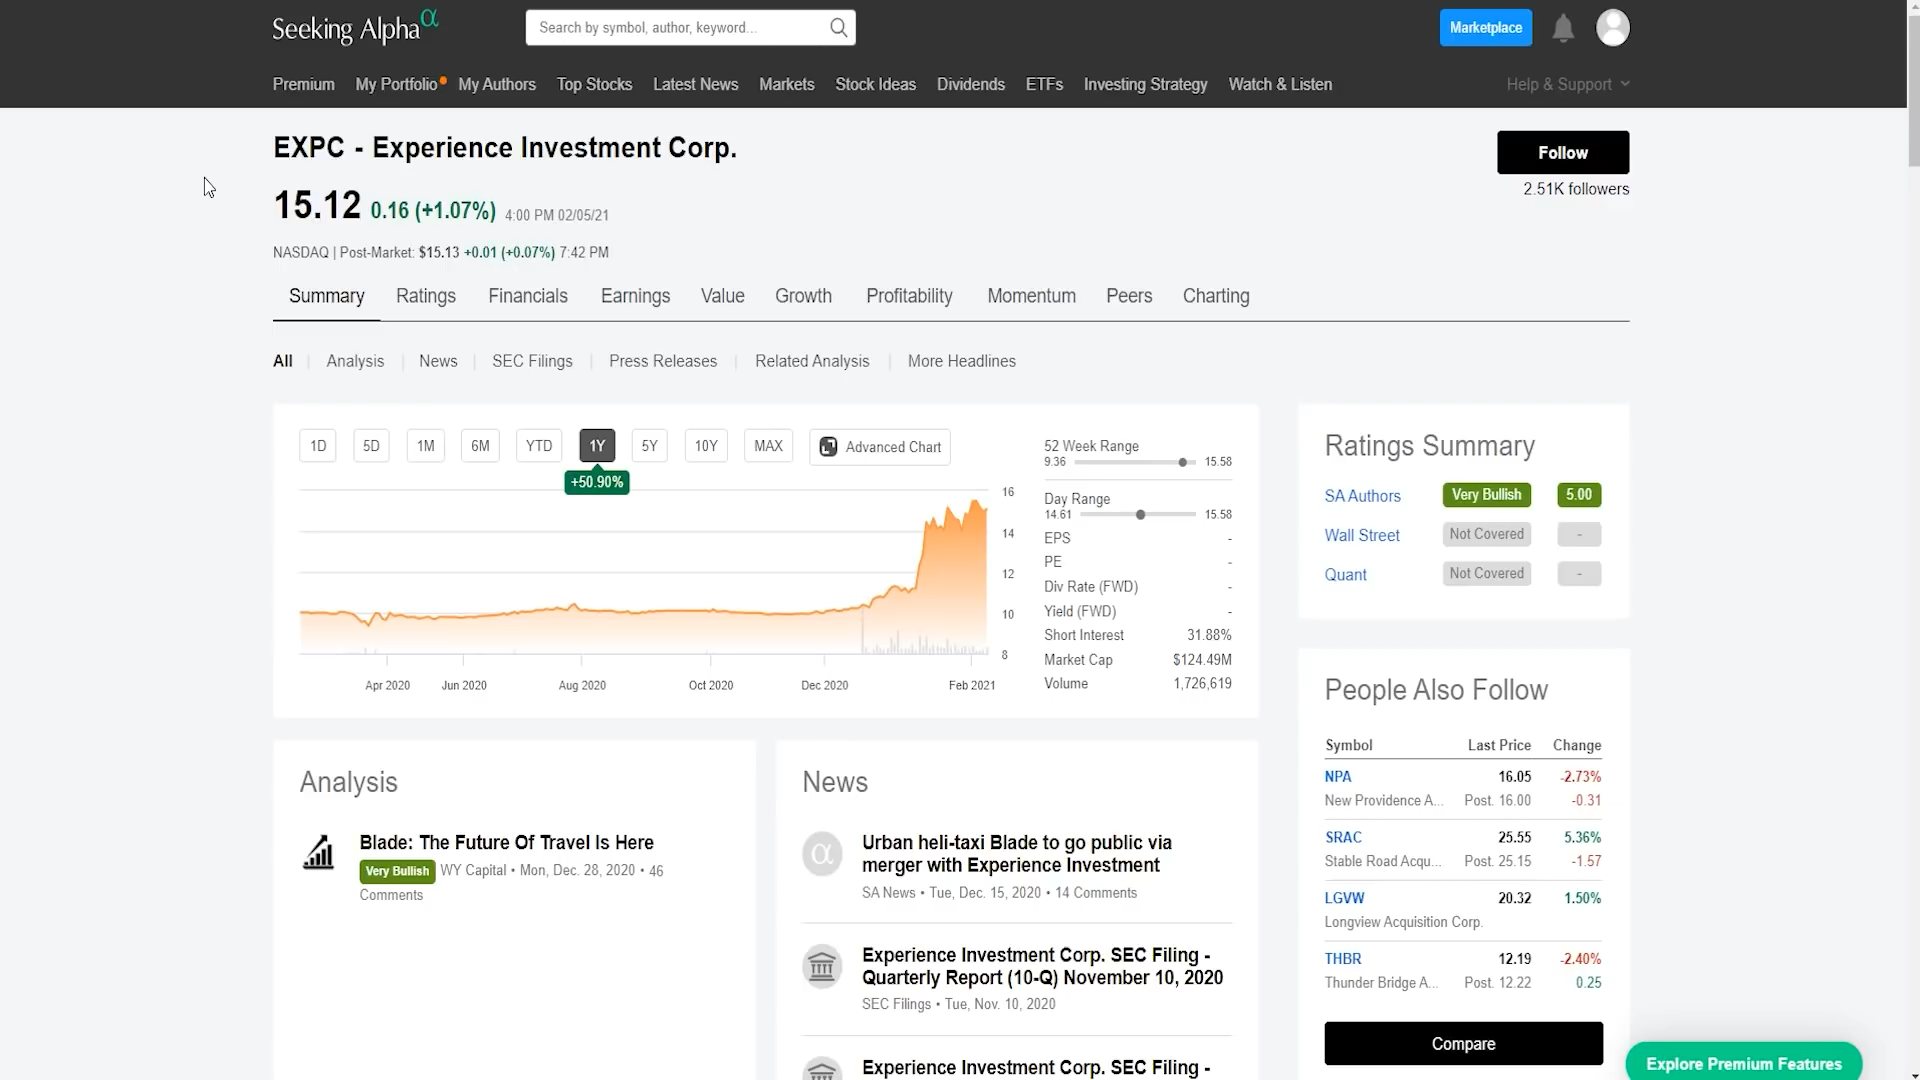 Seeking Alpha α
Search by symbol, author, keyword...
Marketplace
Premium My Portfolio My Authors Top Stocks Latest News Markets Stock Ideas Dividends ETFs Investing Strategy Watch & Listen Help & Support
EXPC - Experience Investment Corp.
Follow
2.51K followers
15.12 0.16 (+1.07%) 4:00 PM 02/05/21
NASDAQ | Post-Market: $15.13 +0.01 (+0.07%) 7:42 PM
Summary Ratings Financials Earnings Value Growth Profitability Momentum Peers Charting
All | Analysis | News | SEC Filings | Press Releases | Related Analysis | More Headlines
1D 5D 1M 6M YTD 1Y 5Y 10Y MAX Advanced Chart
+50.90%
16
14
12
10
8
Apr 2020 Jun 2020 Aug 2020 Oct 2020 Dec 2020 Feb 2021
52 Week Range
9.36 15.58
Day Range
14.61 15.58
EPS -
PE -
Div Rate (FWD) -
Yield (FWD) -
Short Interest 31.88%
Market Cap $124.49M
Volume 1,726,619
Ratings Summary
SA Authors Very Bullish 5.00
Wall Street Not Covered -
Quant Not Covered -
People Also Follow
Symbol Last Price Change
NPA 16.05 -2.73%
New Providence A... Post. 16.00 -0.31
SRAC 25.55 5.36%
Stable Road Acqu... Post. 25.15 -1.57
LGVW 20.32 1.50%
Longview Acquisition Corp.
THBR 12.19 -2.40%
Thunder Bridge A... Post. 12.22 0.25
Compare
Analysis
Blade: The Future Of Travel Is Here
Very Bullish WY Capital • Mon, Dec. 28, 2020 • 46
Comments
News
α
Urban heli-taxi Blade to go public via
merger with Experience Investment
SA News • Tue, Dec. 15, 2020 • 14 Comments
Experience Investment Corp. SEC Filing -
Quarterly Report (10-Q) November 10, 2020
SEC Filings • Tue, Nov. 10, 2020
Experience Investment Corp. SEC Filing -
Explore Premium Features